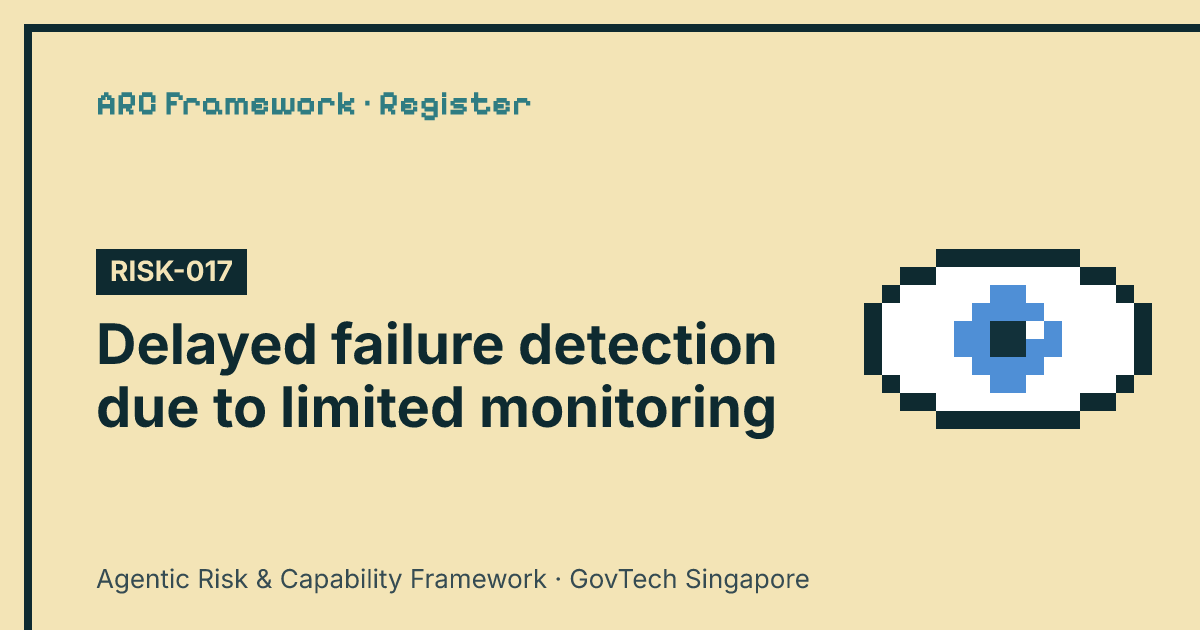 ARC Framework · Register
RISK-017
Delayed failure detection
due to limited monitoring
Agentic Risk & Capability Framework · GovTech Singapore